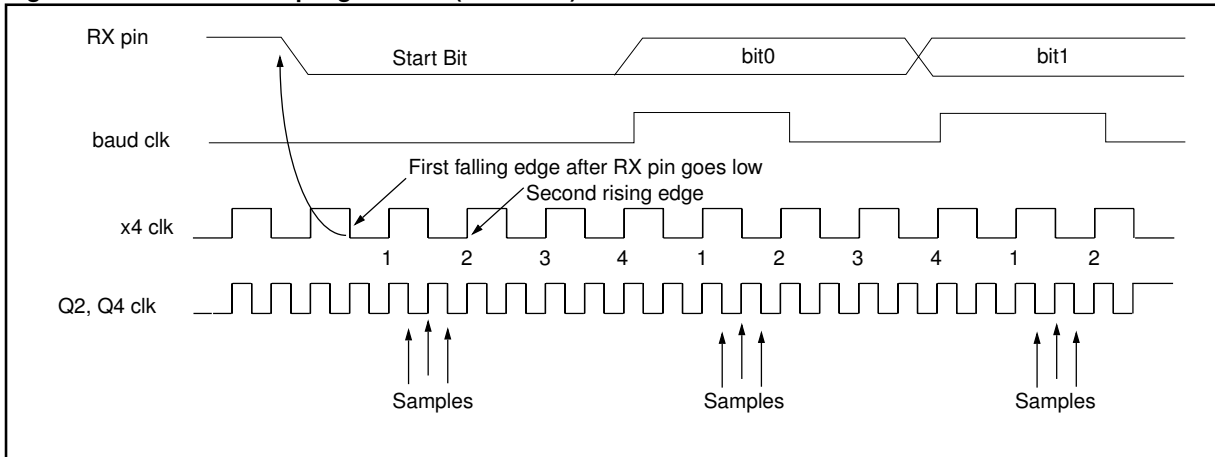 RX pin
Start Bit
bit0
bit1
baud clk
First falling edge after RX pin goes low
Second rising edge
x4 clk
1 2 3 4 1 2 3 4 1 2
Q2, Q4 clk
Samples
Samples
Samples